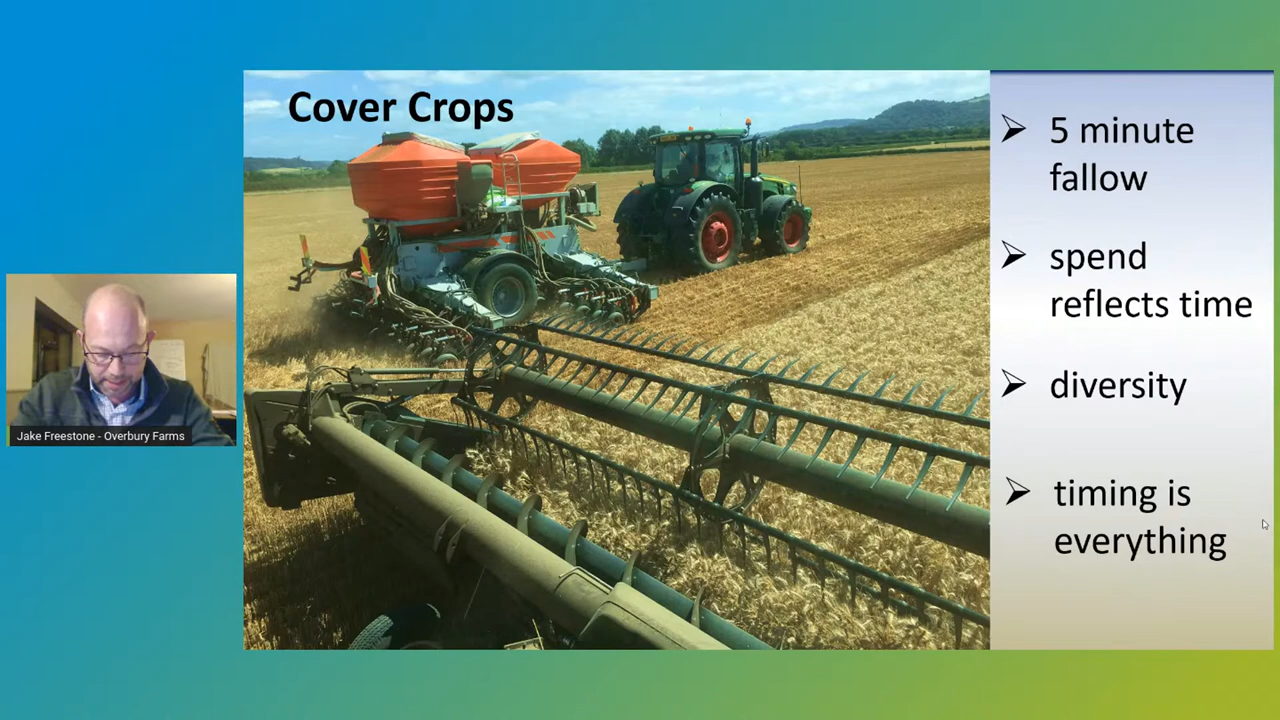 Cover Crops
5 minute
fallow
spend
reflects time
diversity
timing is
everything
Jake Freestone - Overbury Farms